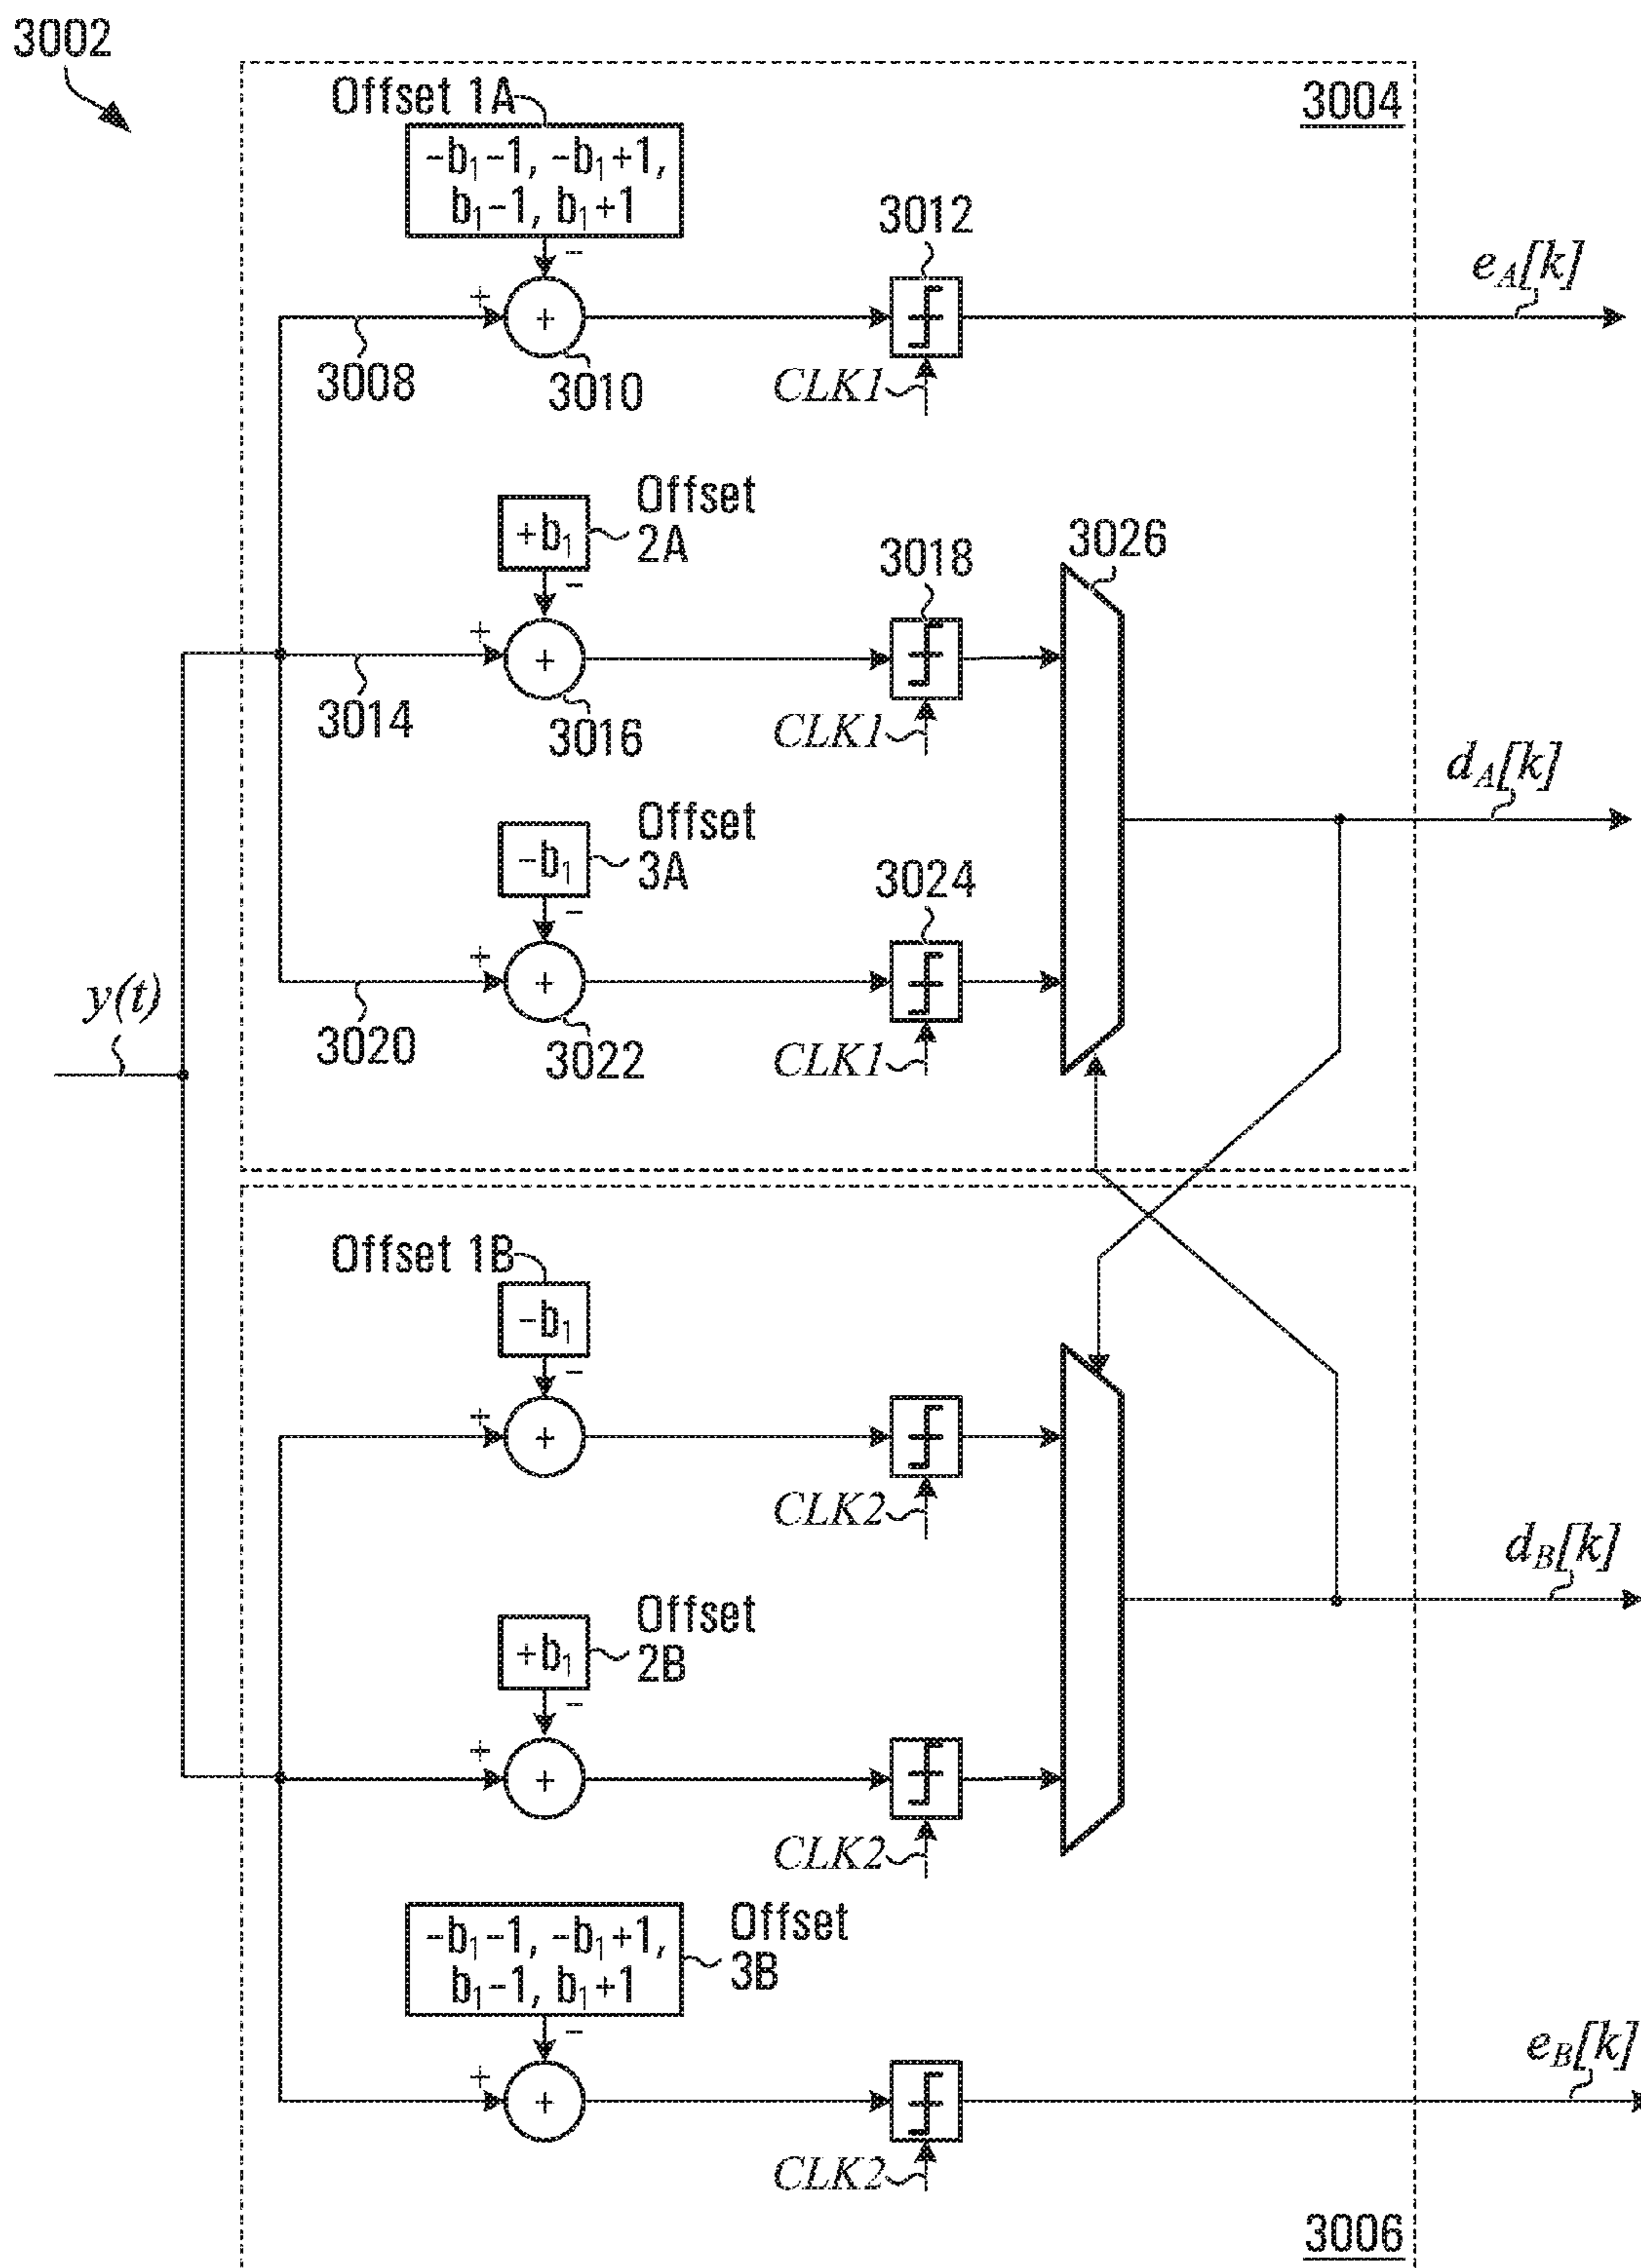 3002
3004
Offset 1A
-b₁-1, -b₁+1,
b₁-1, b₁+1
-
3012
+
+
eA[k]
3008
3010
CLK1
+b₁
Offset
2A
-
3018
3026
+
+
3014
3016
CLK1
dA[k]
-b₁
Offset
3A
-
3024
+
+
y(t)
3020
3022
CLK1
Offset 1B
-b₁
-
+
+
CLK2
dB[k]
+b₁
Offset
2B
-
+
+
CLK2
-b₁-1, -b₁+1,
b₁-1, b₁+1
Offset
3B
-
eB[k]
+
+
CLK2
3006